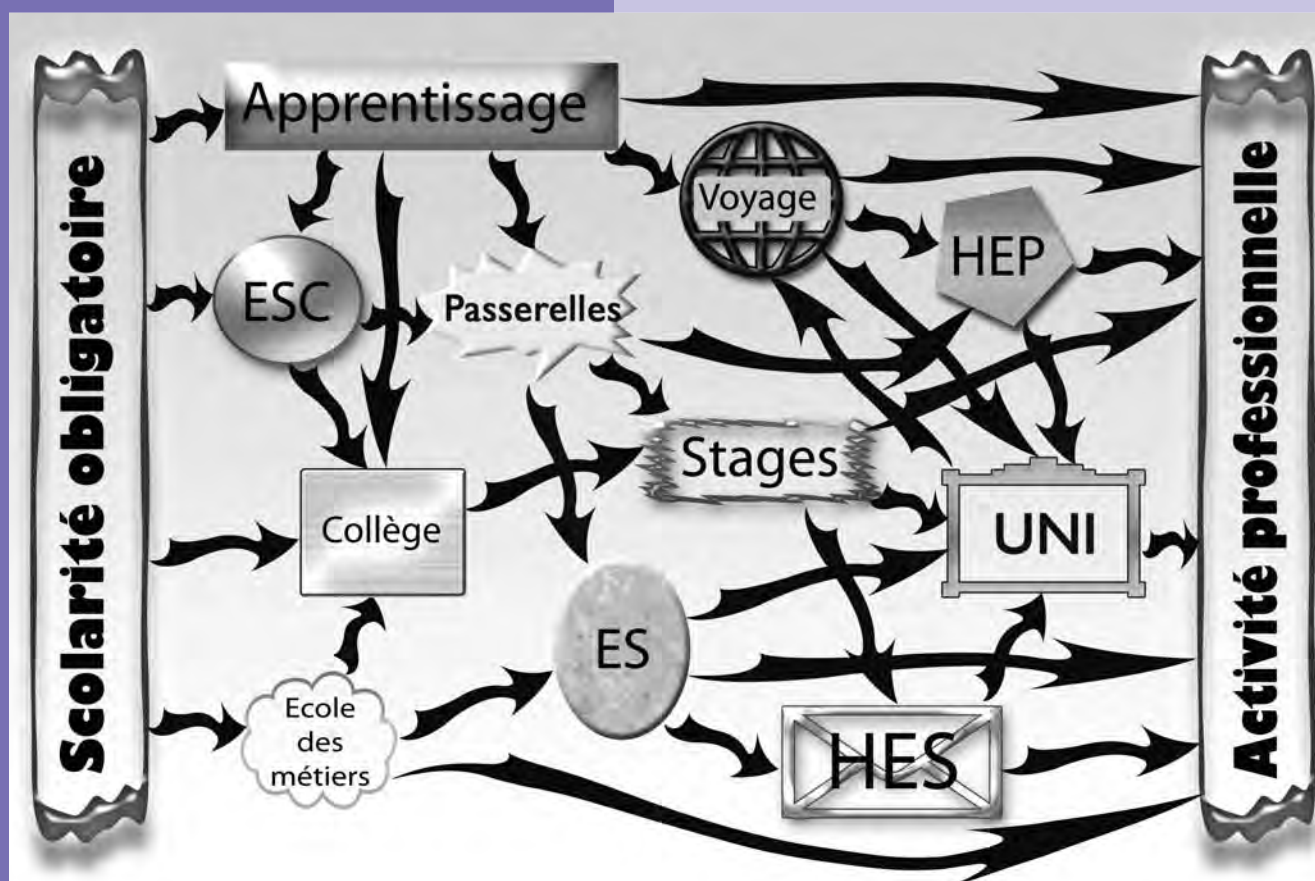 Scolarité obligatoire
Apprentissage
Voyage
HEP
ESC
Passerelles
Stages
Collège
UNI
ES
Ecole
des
métiers
HES
Activité professionnelle